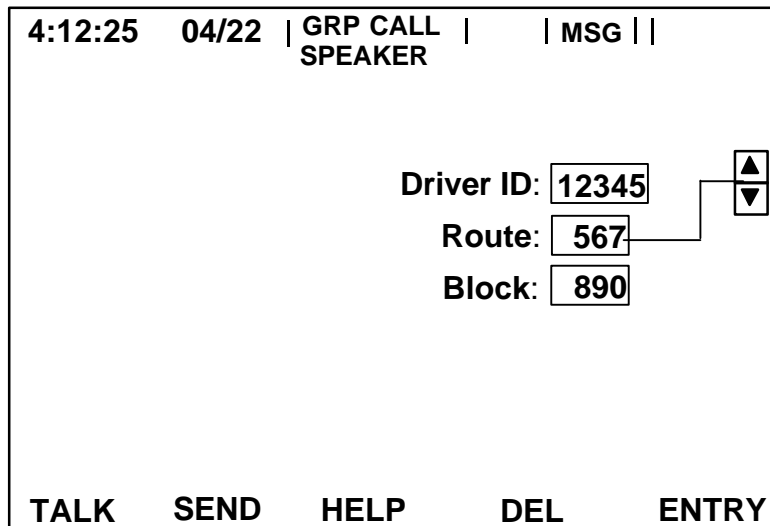 4:12:25 04/22 | GRP CALL | | MSG | |
SPEAKER
Driver ID: 12345
Route: 567
Block: 890
TALK SEND HELP DEL ENTRY